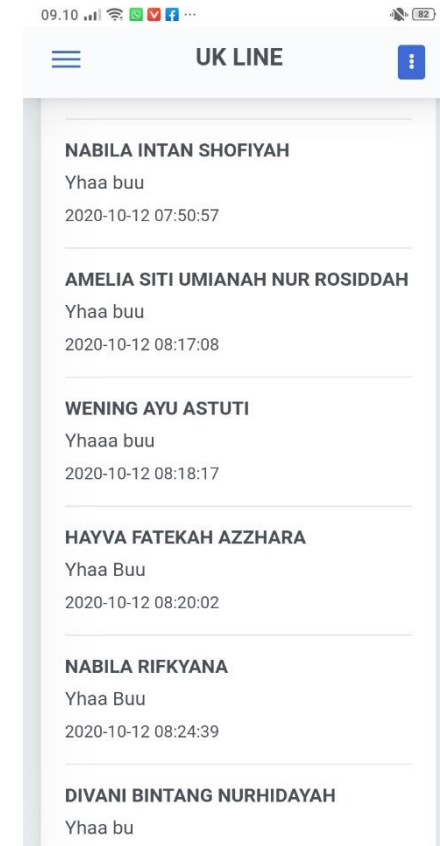 09.10
82
UK LINE
NABILA INTAN SHOFIYAH
Yhaa buu
2020-10-12 07:50:57
AMELIA SITI UMIANAH NUR ROSIDDAH
Yhaa buu
2020-10-12 08:17:08
WENING AYU ASTUTI
Yhaaa buu
2020-10-12 08:18:17
HAYVA FATEKAH AZZHARA
Yhaa Buu
2020-10-12 08:20:02
NABILA RIFKYANA
Yhaa Buu
2020-10-12 08:24:39
DIVANI BINTANG NURHIDAYAH
Yhaa bu